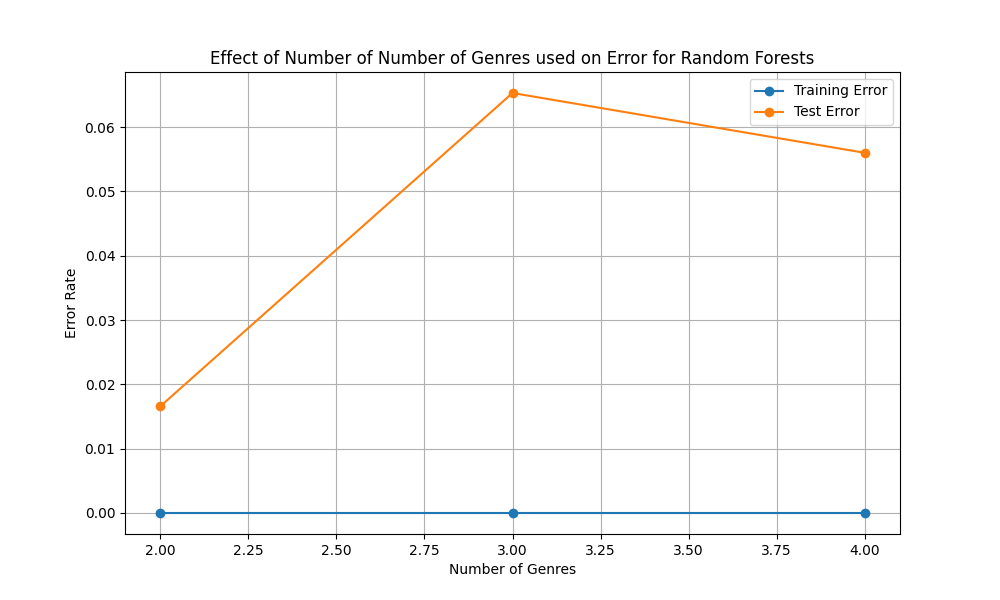 Effect of Number of Number of Genres used on Error for Random Forests
Training Error
Test Error
0.06
0.05
0.04
0.03
0.02
0.01
0.00
Error Rate
2.00 2.25 2.50 2.75 3.00 3.25 3.50 3.75 4.00
Number of Genres